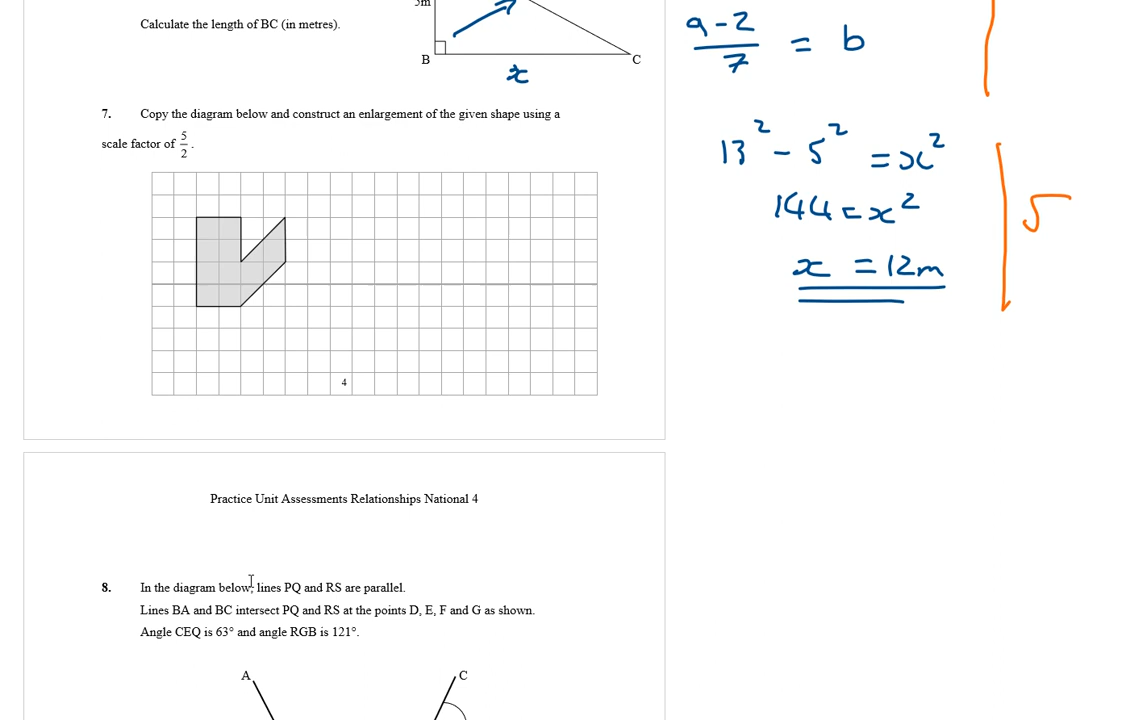 5m
Calculate the length of BC (in metres).
B
C
x
7. Copy the diagram below and construct an enlargement of the given shape using a
scale factor of 5/2.
4
Practice Unit Assessments Relationships National 4
8. In the diagram below, lines PQ and RS are parallel.
Lines BA and BC intersect PQ and RS at the points D, E, F and G as shown.
Angle CEQ is 63° and angle RGB is 121°.
A
C
a-2/7 = b
13² - 5² = x²
144 = x²
x = 12m
5